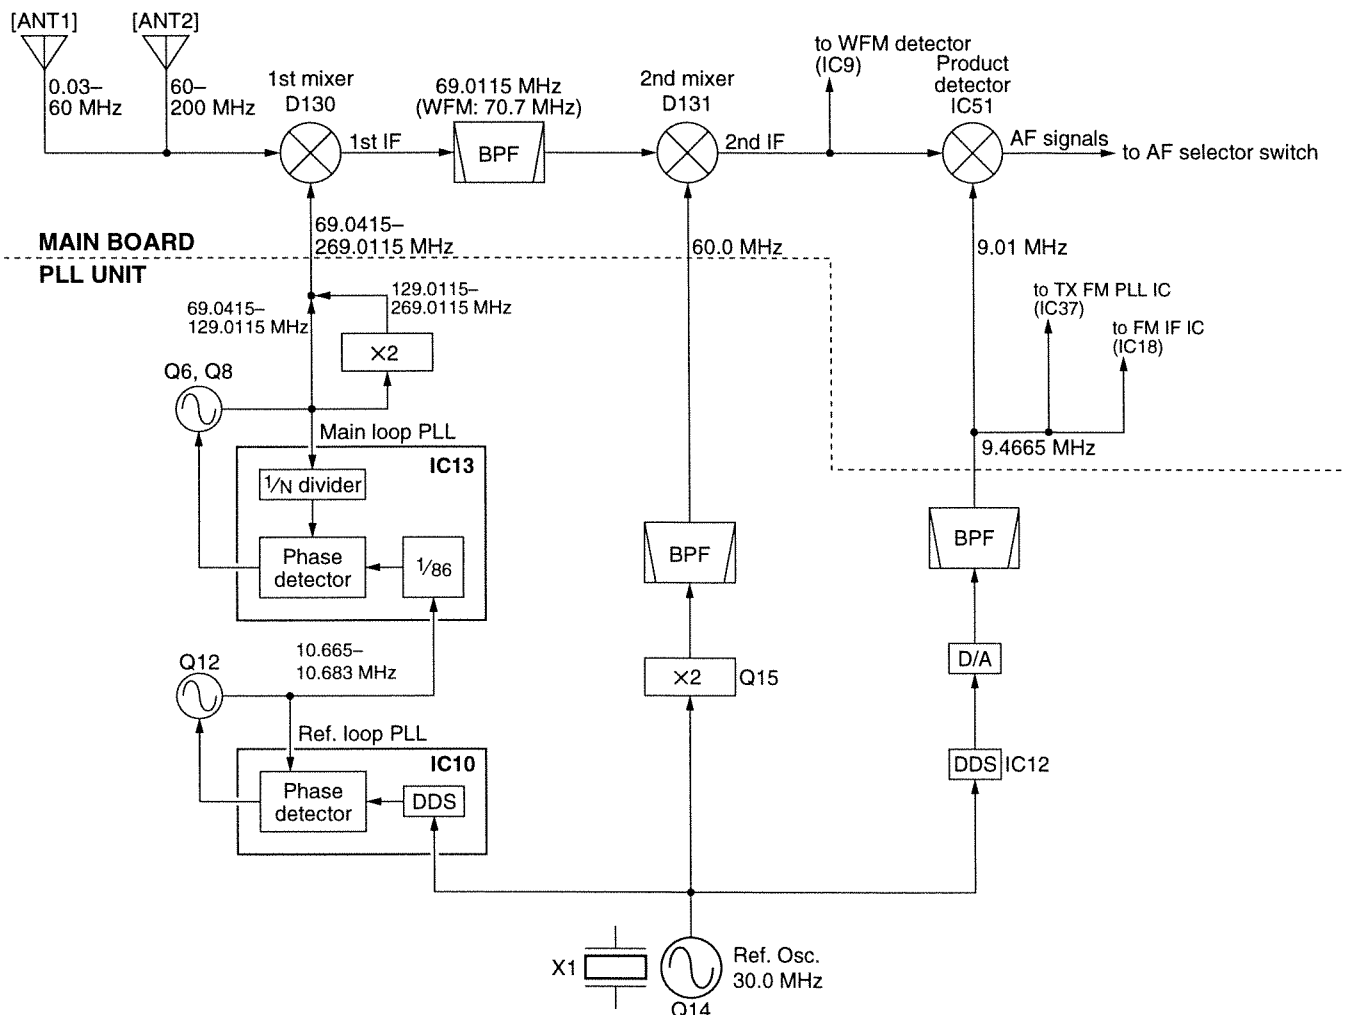 [ANT1]
[ANT2]
0.03–
60 MHz
60–
200 MHz
1st mixer
D130
1st IF
69.0115 MHz
(WFM: 70.7 MHz)
BPF
2nd mixer
D131
2nd IF
to WFM detector
(IC9)
Product
detector
IC51
AF signals
to AF selector switch
MAIN BOARD
PLL UNIT
69.0415–
269.0115 MHz
60.0 MHz
9.01 MHz
69.0415–
129.0115 MHz
129.0115–
269.0115 MHz
×2
to TX FM PLL IC
(IC37)
to FM IF IC
(IC18)
Q6, Q8
Main loop PLL
IC13
1/N divider
Phase
detector
1/86
9.4665 MHz
BPF
BPF
10.665–
10.683 MHz
Q12
×2
Q15
D/A
Ref. loop PLL
IC10
Phase
detector
DDS
DDS
IC12
X1
Ref. Osc.
30.0 MHz
Q14